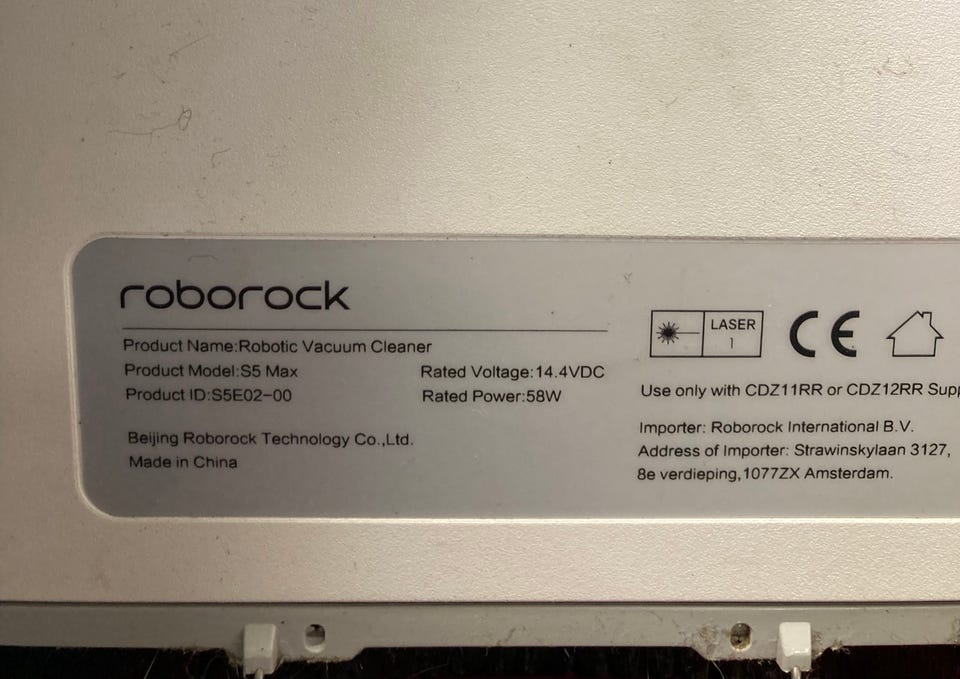 roborock
Product Name:Robotic Vacuum Cleaner
Product Model:S5 Max
Rated Voltage:14.4VDC
Product ID:S5E02-00
Rated Power:58W
Beijing Roborock Technology Co.,Ltd.
Made in China
LASER
1
CE
Use only with CDZ11RR or CDZ12RR Supp
Importer: Roborock International B.V.
Address of Importer: Strawinskylaan 3127,
8e verdieping,1077ZX Amsterdam.